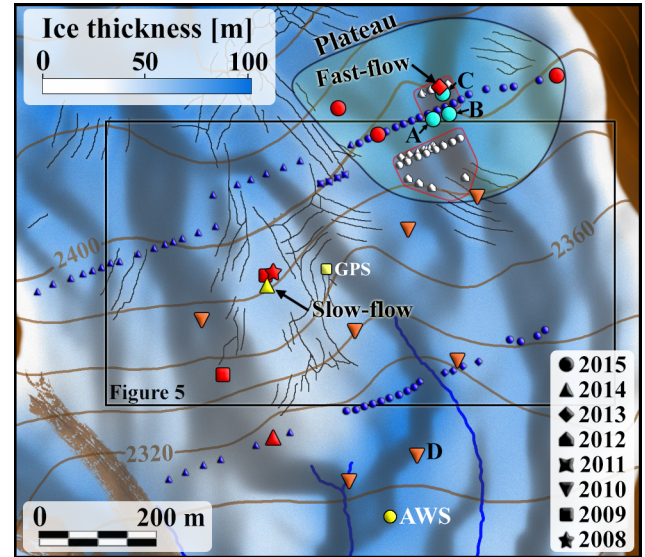 Ice thickness [m]
0 50 100
Plateau
Fast-flow
C
B
A
2400
2360
GPS
Slow-flow
Figure 5
2320
D
AWS
0 200 m
2015
2014
2013
2012
2011
2010
2009
2008